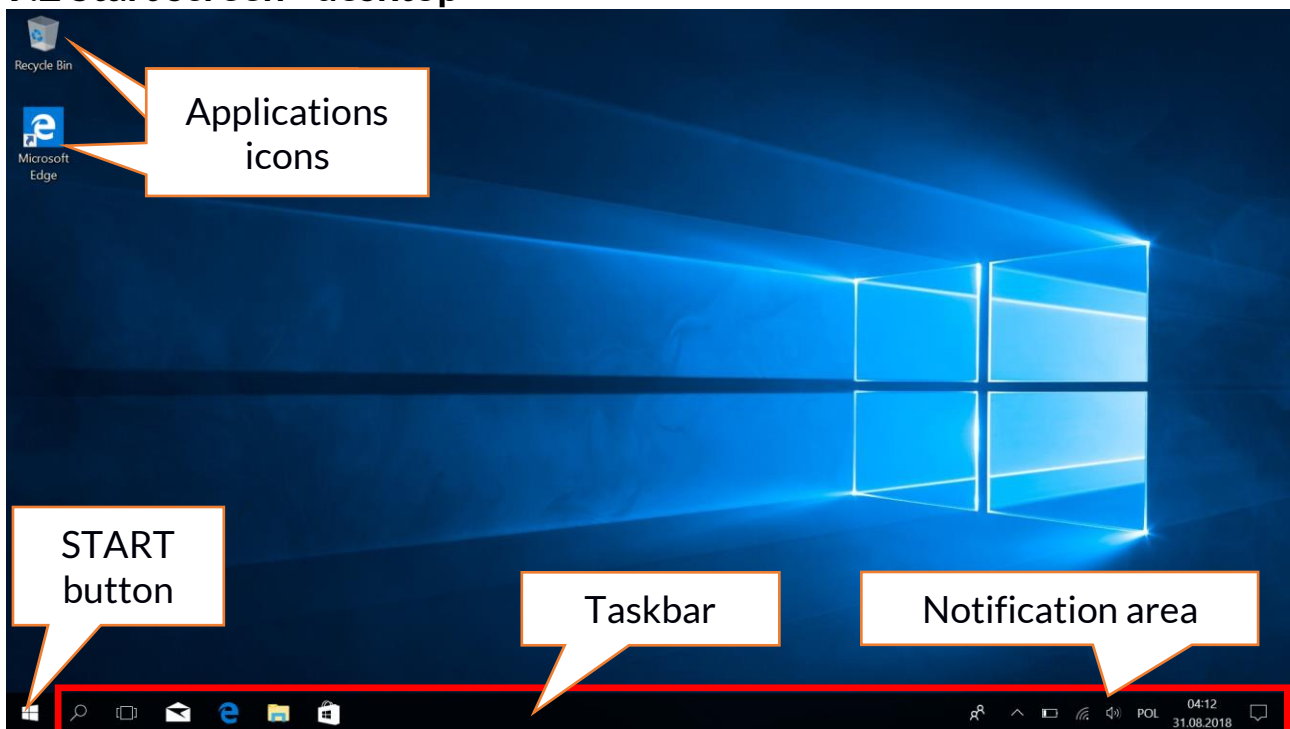 Recycle Bin
Applications
icons
Microsoft
Edge
START
button
Taskbar
Notification area
POL
04:12
31.08.2018